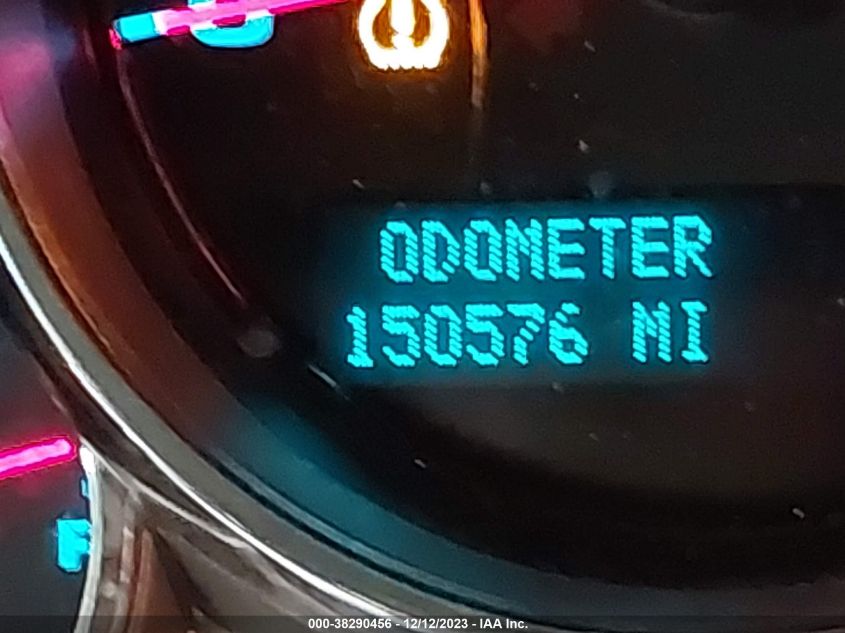 ODOMETER
150576 MI
F
000-38290456 - 12/12/2023 - IAA Inc.